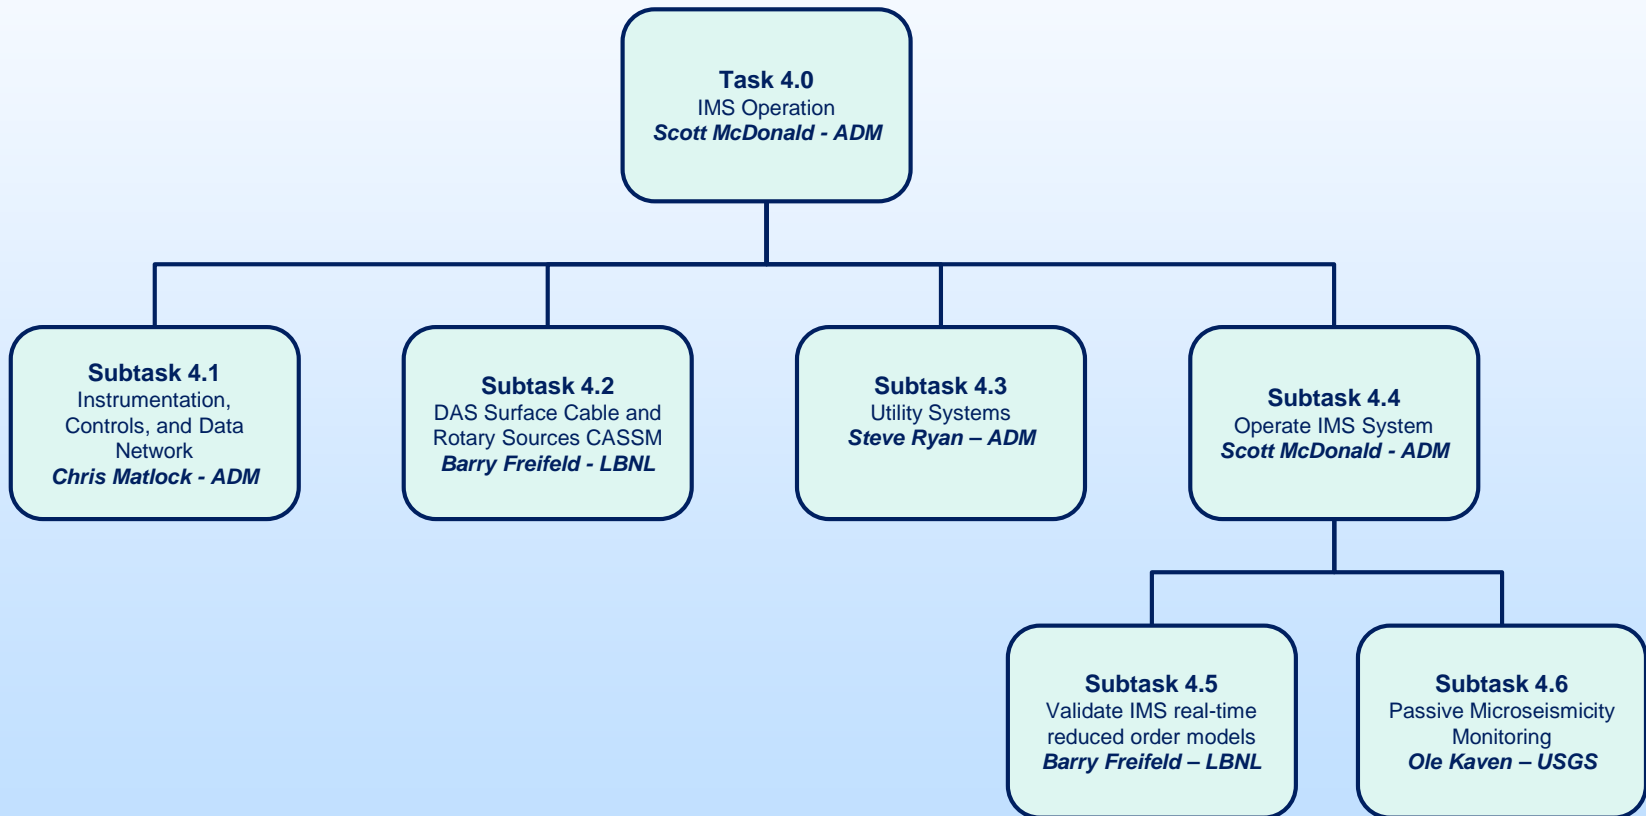 Task 4.0
IMS Operation
Scott McDonald - ADM
Subtask 4.1
Instrumentation,
Controls, and Data
Network
Chris Matlock - ADM
Subtask 4.2
DAS Surface Cable and
Rotary Sources CASSM
Barry Freifeld - LBNL
Subtask 4.3
Utility Systems
Steve Ryan – ADM
Subtask 4.4
Operate IMS System
Scott McDonald - ADM
Subtask 4.5
Validate IMS real-time
reduced order models
Barry Freifeld – LBNL
Subtask 4.6
Passive Microseismicity
Monitoring
Ole Kaven – USGS